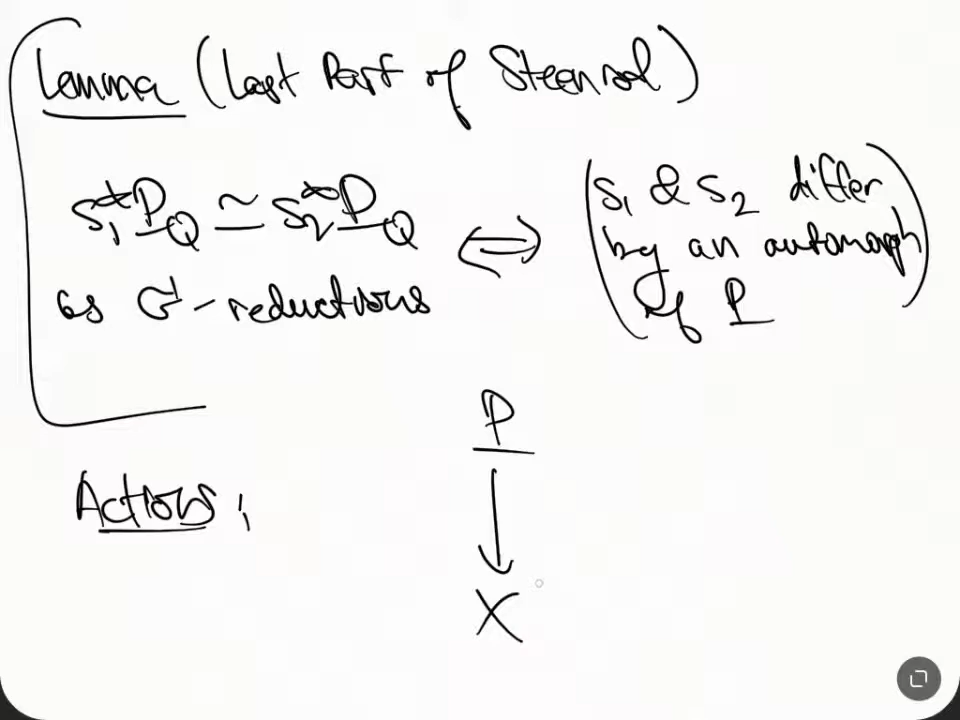 Lemma (Last Part of Steenrod)
s₁*P_Q ≃ s₂*P_Q ⟺ (s₁ & s₂ differ
by an automorph
as G'-reductions of P)
P
Actions:
X